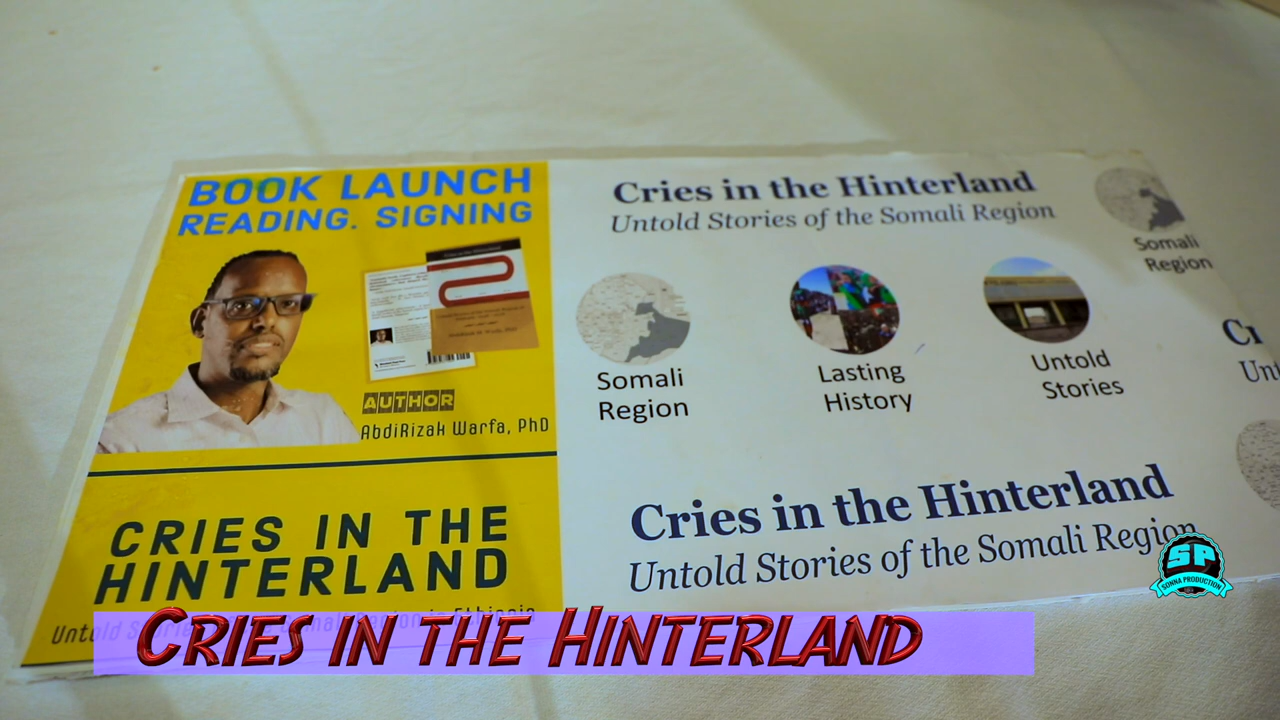 BOOK LAUNCH
READING. SIGNING
AUTHOR
AbdiRizak Warfa, PhD
CRIES IN THE
HINTERLAND
Cries in the Hinterland
Untold Stories of the Somali Region
Somali
Region
Somali
Region
Lasting
History
Untold
Stories
Cries in the Hinterland
Untold Stories of the Somali Region
SP
SONNA PRODUCTION
CRIES IN THE HINTERLAND